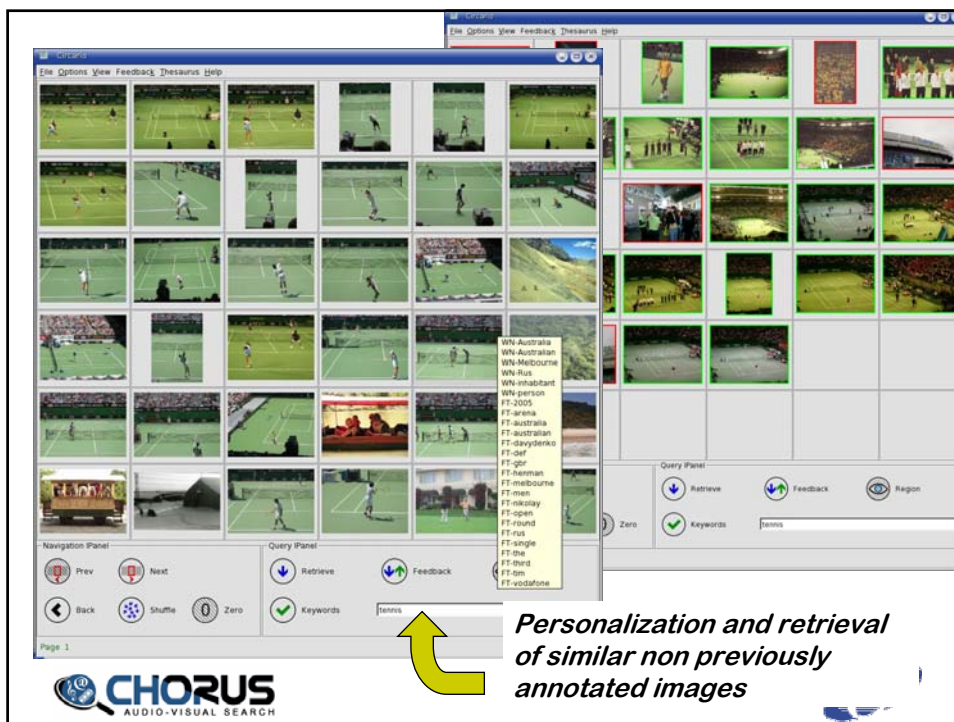 Circario
File Options View Feedback Thesaurus Help
File Options View Feedback Thesaurus Help
WN-Australia
WN-Australian
WN-Melbourne
WN-Rus
WN-inhabitant
WN-person
FT-2005
FT-arena
FT-australia
FT-australian
FT-davydenko
FT-def
FT-gbr
FT-henman
FT-melbourne
FT-men
FT-nikolay
FT-open
FT-round
FT-rus
FT-single
FT-the
FT-third
FT-tim
FT-vodafone
Navigation IPanel
Query IPanel
Prev
Next
Retrieve
Feedback
Back
Shuffle
Zero
Keywords
tennis
Page 1
Query IPanel
Retrieve
Feedback
Region
Zero
Keywords
tennis
Personalization and retrieval
of similar non previously
annotated images
CHORUS
AUDIO-VISUAL SEARCH